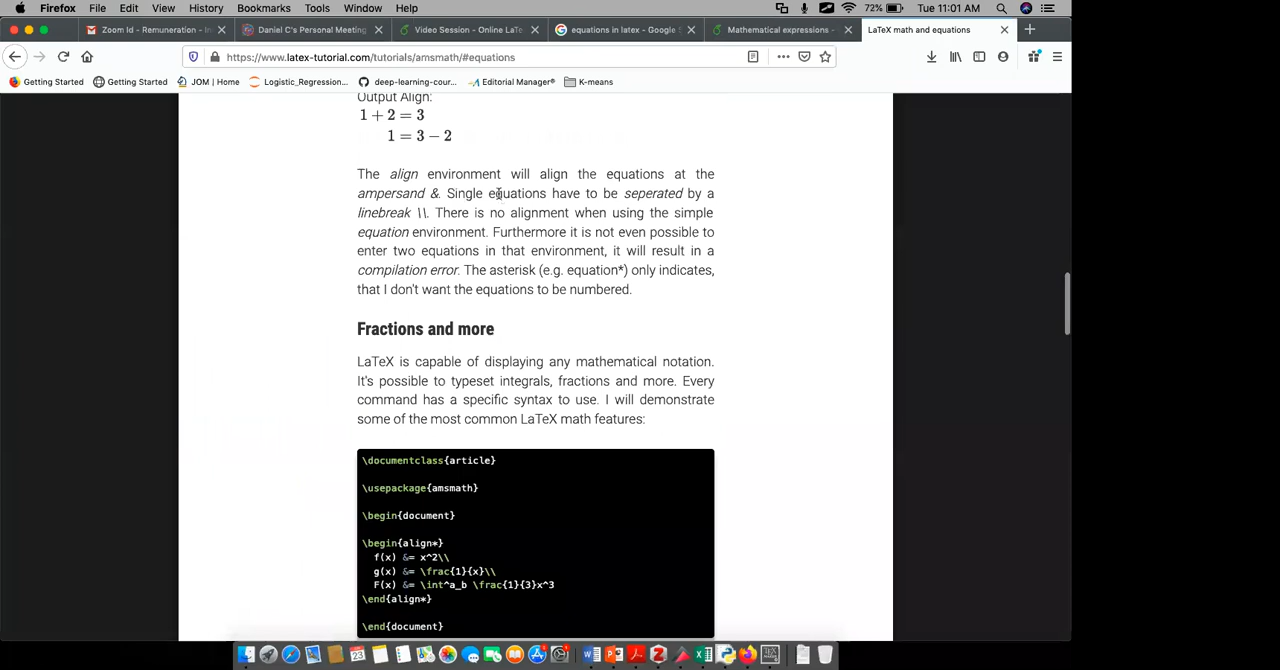 Firefox File Edit View History Bookmarks Tools Window Help 72% Tue 11:01 AM
Zoom Id - Remuneration - Daniel C's Personal Meeting Video Session - Online LaTe equations in latex - Google S Mathematical expressions - LaTeX math and equations
https://www.latex-tutorial.com/tutorials/amsmath/#equations
Getting Started Getting Started JOM | Home Logistic_Regression... deep-learning-cour... Editorial Manager® K-means
Output Align:
1 + 2 = 3
1 = 3 − 2
The align environment will align the equations at the
ampersand &. Single equations have to be seperated by a
linebreak \\. There is no alignment when using the simple
equation environment. Furthermore it is not even possible to
enter two equations in that environment, it will result in a
compilation error. The asterisk (e.g. equation*) only indicates,
that I don't want the equations to be numbered.
Fractions and more
LaTeX is capable of displaying any mathematical notation.
It's possible to typeset integrals, fractions and more. Every
command has a specific syntax to use. I will demonstrate
some of the most common LaTeX math features:
\documentclass{article}
\usepackage{amsmath}
\begin{document}
\begin{align*}
f(x) &= x^2\\
g(x) &= \frac{1}{x}\\
F(x) &= \int^a_b \frac{1}{3}x^3
\end{align*}
\end{document}